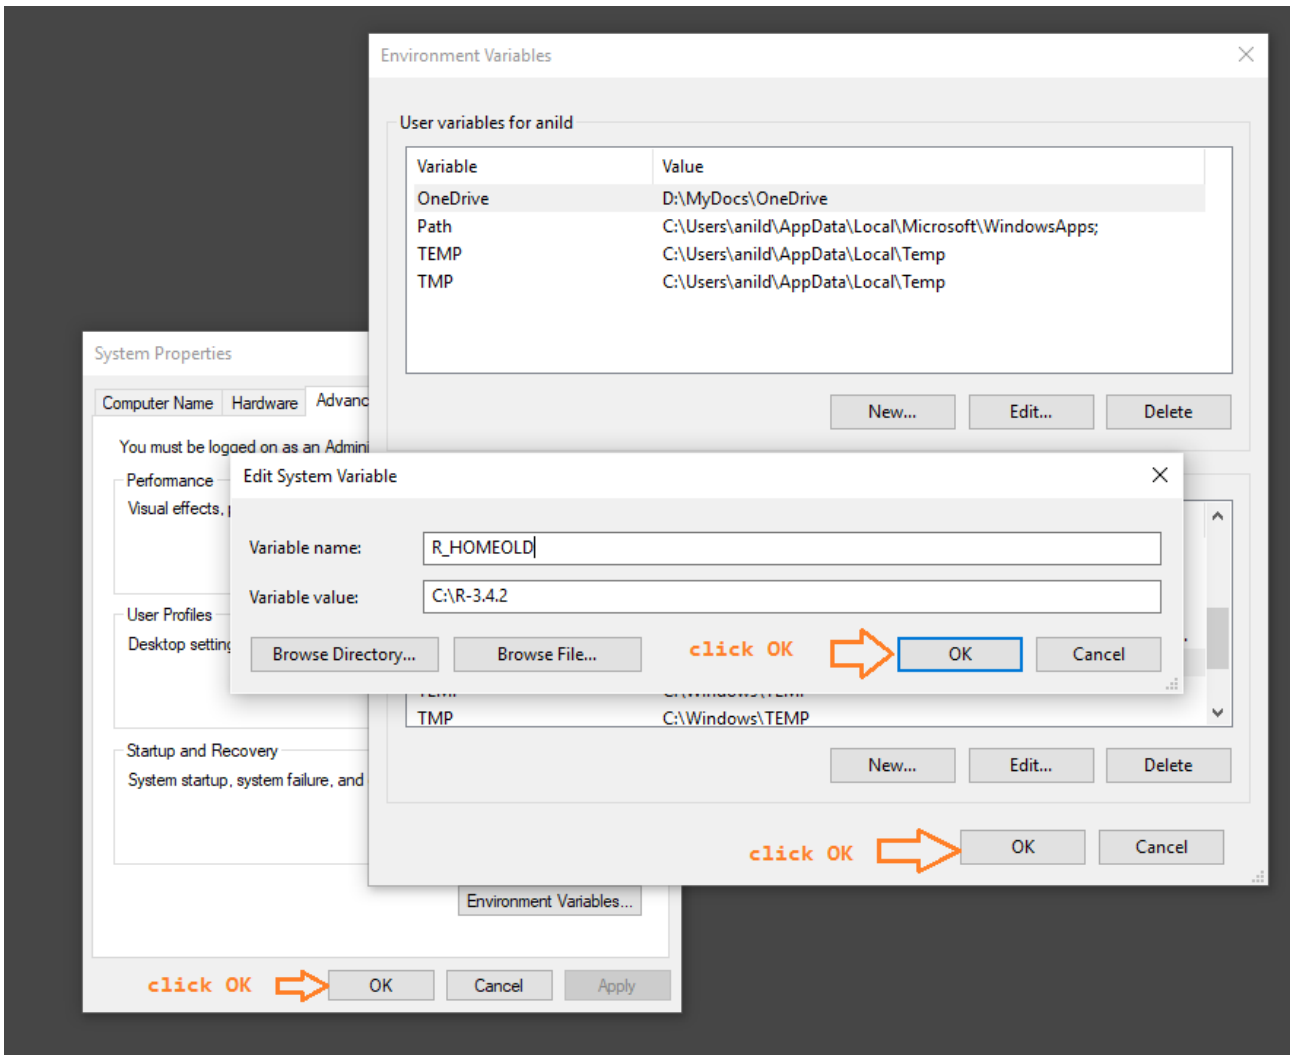 Environment Variables
User variables for anild
Variable Value
OneDrive D:\MyDocs\OneDrive
Path C:\Users\anild\AppData\Local\Microsoft\WindowsApps;
TEMP C:\Users\anild\AppData\Local\Temp
TMP C:\Users\anild\AppData\Local\Temp
New... Edit... Delete
System Properties
Computer Name Hardware Advanc
You must be logged on as an Admini
Performance
Visual effects,
Edit System Variable
Variable name: R_HOMEOLD
Variable value: C:\R-3.4.2
Browse Directory... Browse File... click OK OK Cancel
User Profiles
Desktop setting
TEMP C:\Windows\TEMP
TMP C:\Windows\TEMP
New... Edit... Delete
Startup and Recovery
System startup, system failure, and
click OK OK Cancel
Environment Variables...
click OK OK Cancel Apply